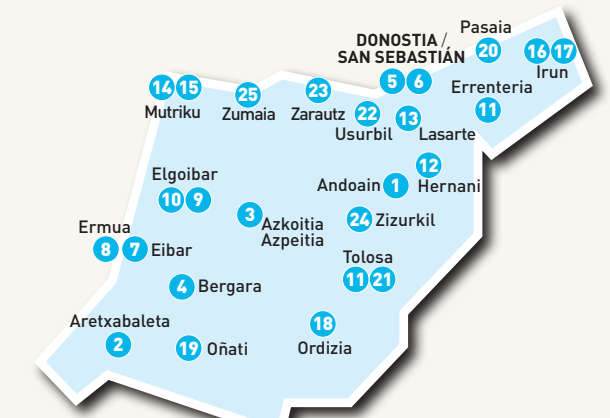 Pasaia
20
DONOSTIA /
SAN SEBASTIÁN
5 6
16 17
Irun
Errenteria
11
14 15
Mutriku
25
Zumaia
23
Zarautz
22
Usurbil
13
Lasarte
12
Hernani
Andoain 1
Elgoibar
10 9
3
Azkoitia
Azpeitia
24 Zizurkil
Ermua
8 7 Eibar
Tolosa
11 21
4 Bergara
Aretxabaleta
2
19 Oñati
18
Ordizia